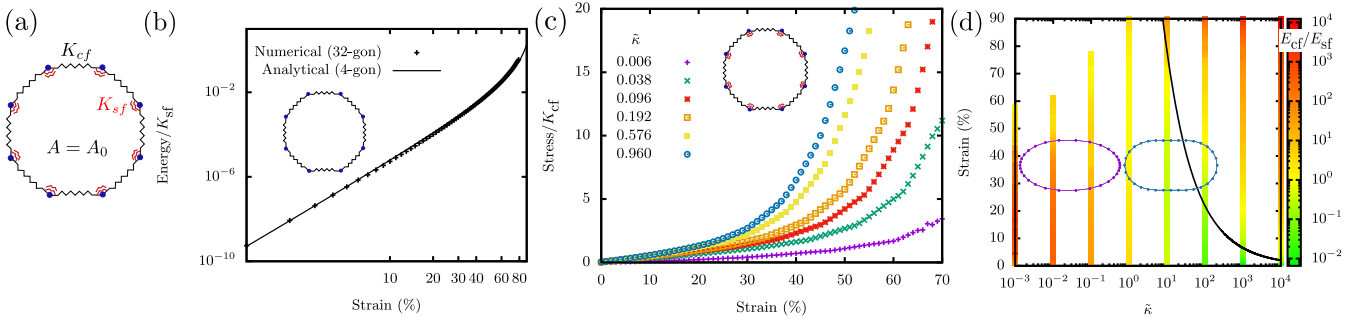 (a)
K_cf
K_sf
A = A_0
(b)
Numerical (32-gon)
Analytical (4-gon)
Energy/K_sf
10^−2
10^−6
10^−10
10 20 30 40 60 80
Strain (%)
(c)
κ̃
0.006
0.038
0.096
0.192
0.576
0.960
Stress/K_cf
20
15
10
5
0
0 10 20 30 40 50 60 70
Strain (%)
(d)
Strain (%)
90
80
70
60
50
40
30
20
10
0
10^−3 10^−2 10^−1 10^0 10^1 10^2 10^3 10^4
κ̃
E_cf/E_sf
10^4
10^3
10^2
10^1
10^0
10^−1
10^−2